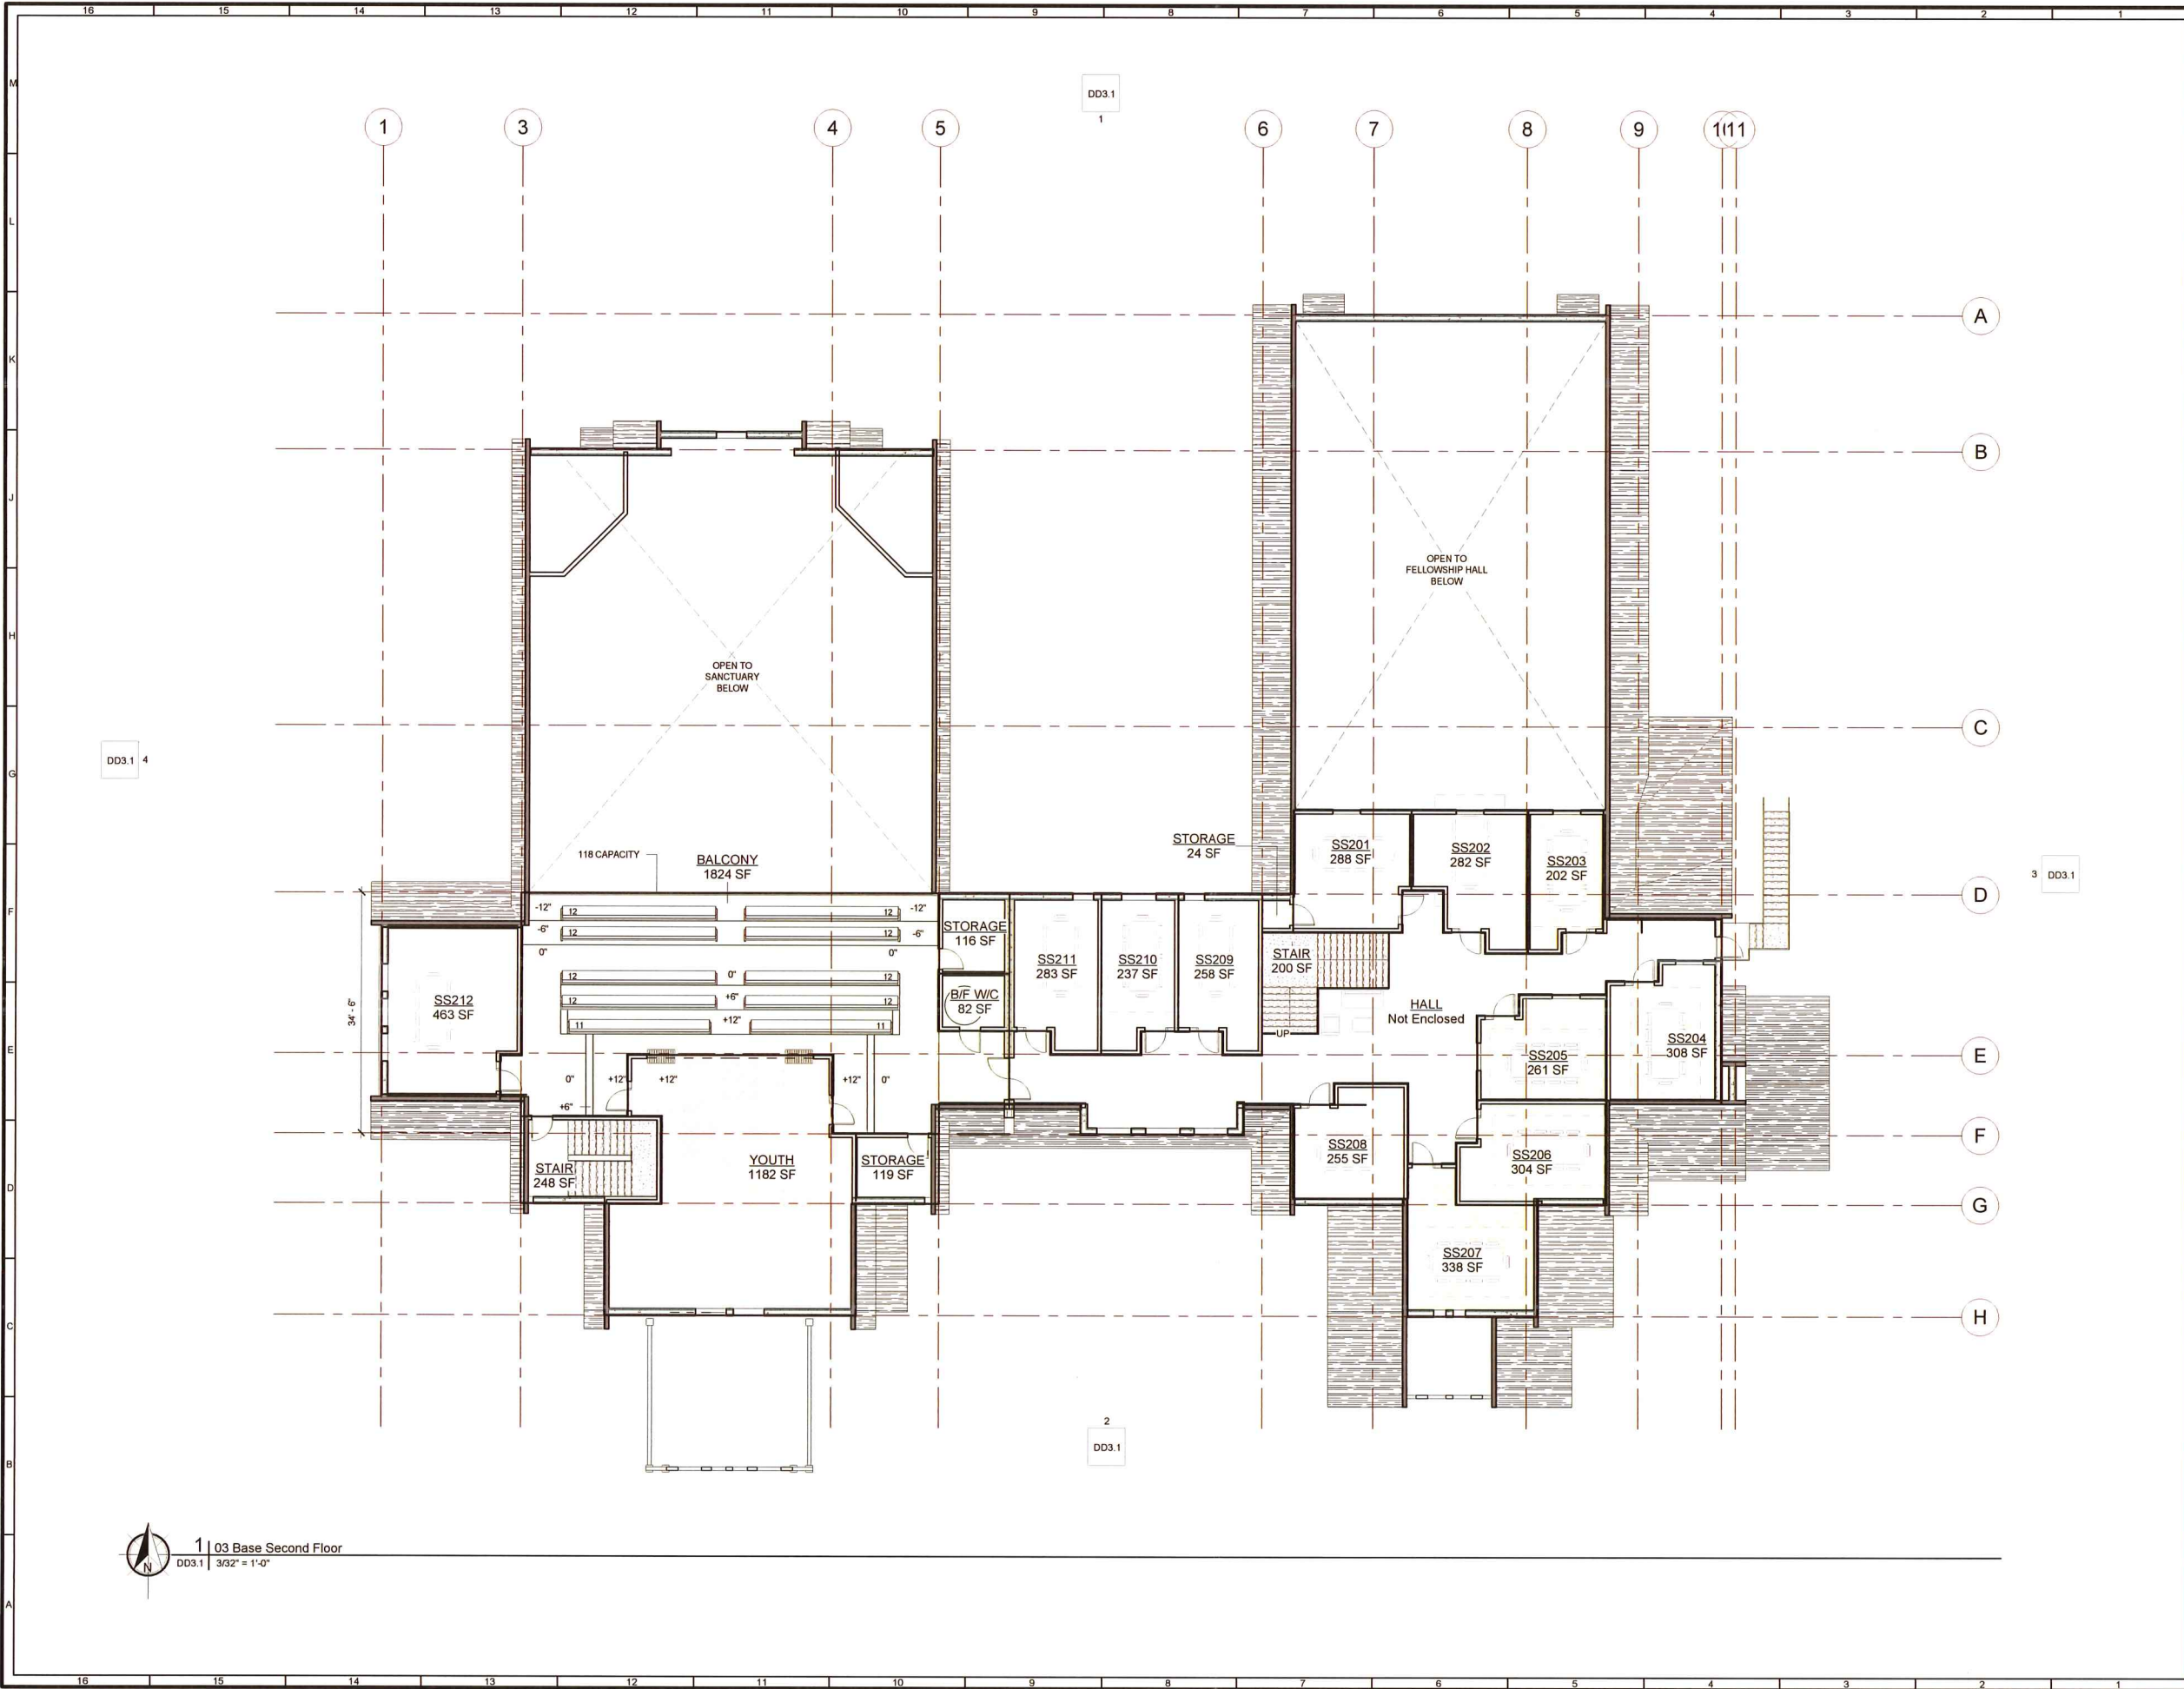 16 15 14 13 12 11 10 9 8 7 6 5 4 3 2 1
M
DD3.1
1
1 3 4 5 6 7 8 9 11
L
A
K
B
J
OPEN TO
FELLOWSHIP HALL
BELOW
H
OPEN TO
SANCTUARY
BELOW
C
DD3.1 4
G
STORAGE
24 SF
118 CAPACITY
BALCONY
1824 SF
SS201
288 SF
SS202
282 SF
SS203
202 SF
3 DD3.1
D
F
-12" 12 12 -12"
-6" 12 12 -6"
0" 0"
STORAGE
116 SF
SS211
283 SF
SS210
237 SF
SS209
258 SF
STAIR
200 SF
12 0" 12
12 +6" 12
11 +12" 11
B/F W/C
82 SF
SS212
463 SF
34' - 6"
HALL
Not Enclosed
UP
SS204
308 SF
SS205
261 SF
E
E
0" +12" +12" +12" 0"
+6"
F
SS208
255 SF
SS206
304 SF
STAIR
248 SF
YOUTH
1182 SF
STORAGE
119 SF
D
G
SS207
338 SF
H
C
2
DD3.1
B
N
1 03 Base Second Floor
DD3.1 3/32" = 1'-0"
A
16 15 14 13 12 11 10 9 8 7 6 5 4 3 2 1